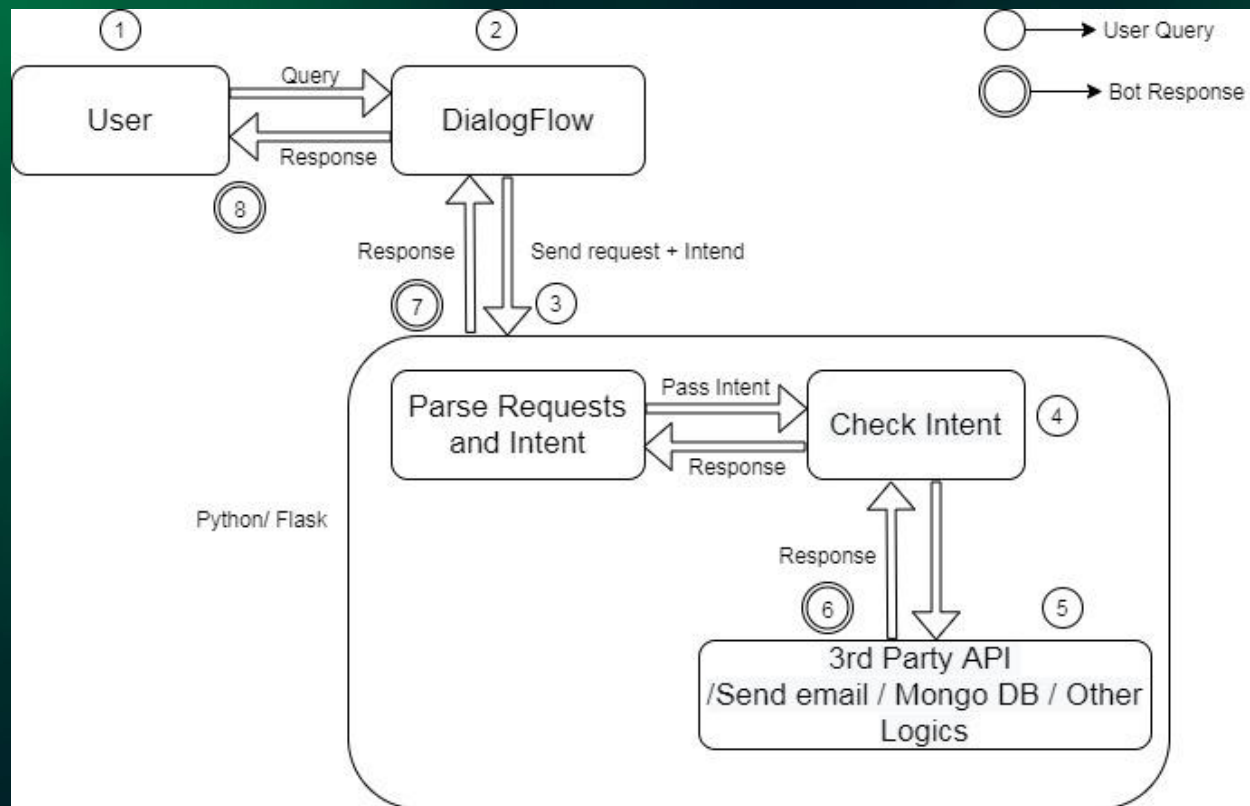 1
2
User Query
Query
User
DialogFlow
Bot Response
Response
8
Response
Send request + Intend
7
3
Parse Requests
and Intent
Pass Intent
Check Intent
4
Response
Python/ Flask
Response
6
5
3rd Party API
/Send email / Mongo DB / Other
Logics